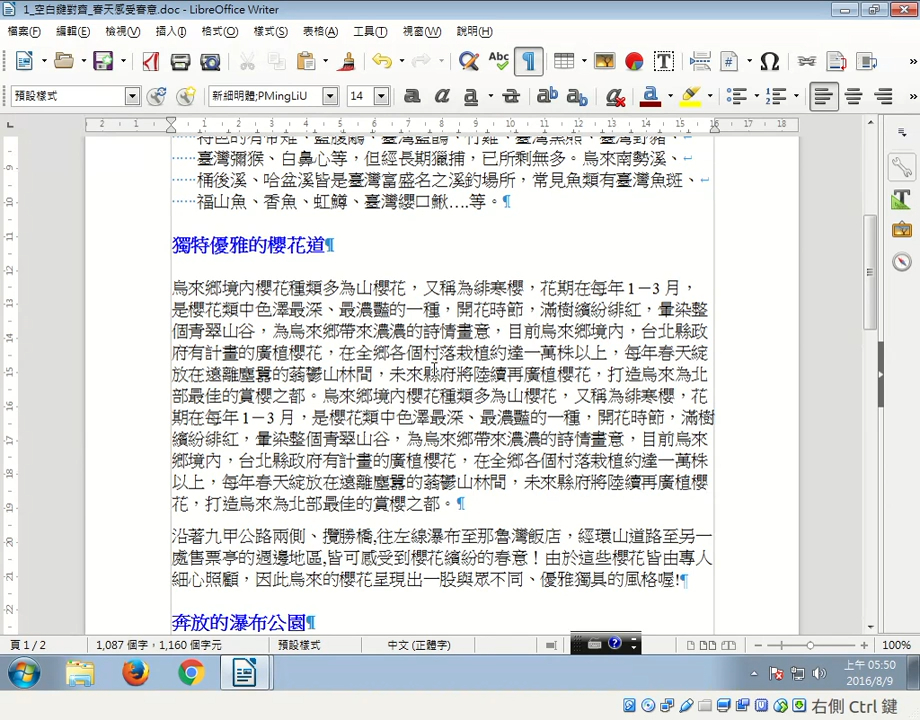 1_空白鍵對齊_春天感受春意.doc - LibreOffice Writer
檔案(F) 編輯(E) 檢視(V) 插入(I) 格式(O) 樣式(S) 表格(A) 工具(T) 視窗(W) 說明(H)
預設樣式 新細明體;PMingLiU 14
2 1 1 2 3 4 5 6 7 8 9 10 11 12 13 14 15 16 17 18
臺灣彌猴、白鼻心等，但經長期獵捕，已所剩無多。烏來南勢溪、
桶後溪、哈盆溪皆是臺灣富盛名之溪釣場所，常見魚類有臺灣魚斑、
福山魚、香魚、虹鱒、臺灣纓口鰍....等。¶
獨特優雅的櫻花道¶
烏來鄉境內櫻花種類多為山櫻花，又稱為緋寒櫻，花期在每年1－3月，
是櫻花類中色澤最深、最濃豔的一種，開花時節，滿樹繽紛緋紅，暈染整
個青翠山谷，為烏來鄉帶來濃濃的詩情畫意，目前烏來鄉境內，台北縣政
府有計畫的廣植櫻花，在全鄉各個村落栽植約達一萬株以上，每年春天綻
放在遠離塵囂的蓊鬱山林間，未來縣府將陸續再廣植櫻花，打造烏來為北
部最佳的賞櫻之都。烏來鄉境內櫻花種類多為山櫻花，又稱為緋寒櫻，花
期在每年1－3月，是櫻花類中色澤最深、最濃豔的一種，開花時節，滿樹
繽紛緋紅，暈染整個青翠山谷，為烏來鄉帶來濃濃的詩情畫意，目前烏來
鄉境內，台北縣政府有計畫的廣植櫻花，在全鄉各個村落栽植約達一萬株
以上，每年春天綻放在遠離塵囂的蓊鬱山林間，未來縣府將陸續再廣植櫻
花，打造烏來為北部最佳的賞櫻之都。¶
沿著九甲公路兩側、攬勝橋,往左線瀑布至那魯灣飯店，經環山道路至另一
處售票亭的週邊地區,皆可感受到櫻花繽紛的春意！由於這些櫻花皆由專人
細心照顧，因此烏來的櫻花呈現出一股與眾不同、優雅獨具的風格喔!¶
奔放的瀑布公園¶
頁 1 / 2 1,087 個字，1,160 個字元 預設樣式 中文 (正體字) 100%
上午 05:50
2016/8/9
右側 Ctrl 鍵